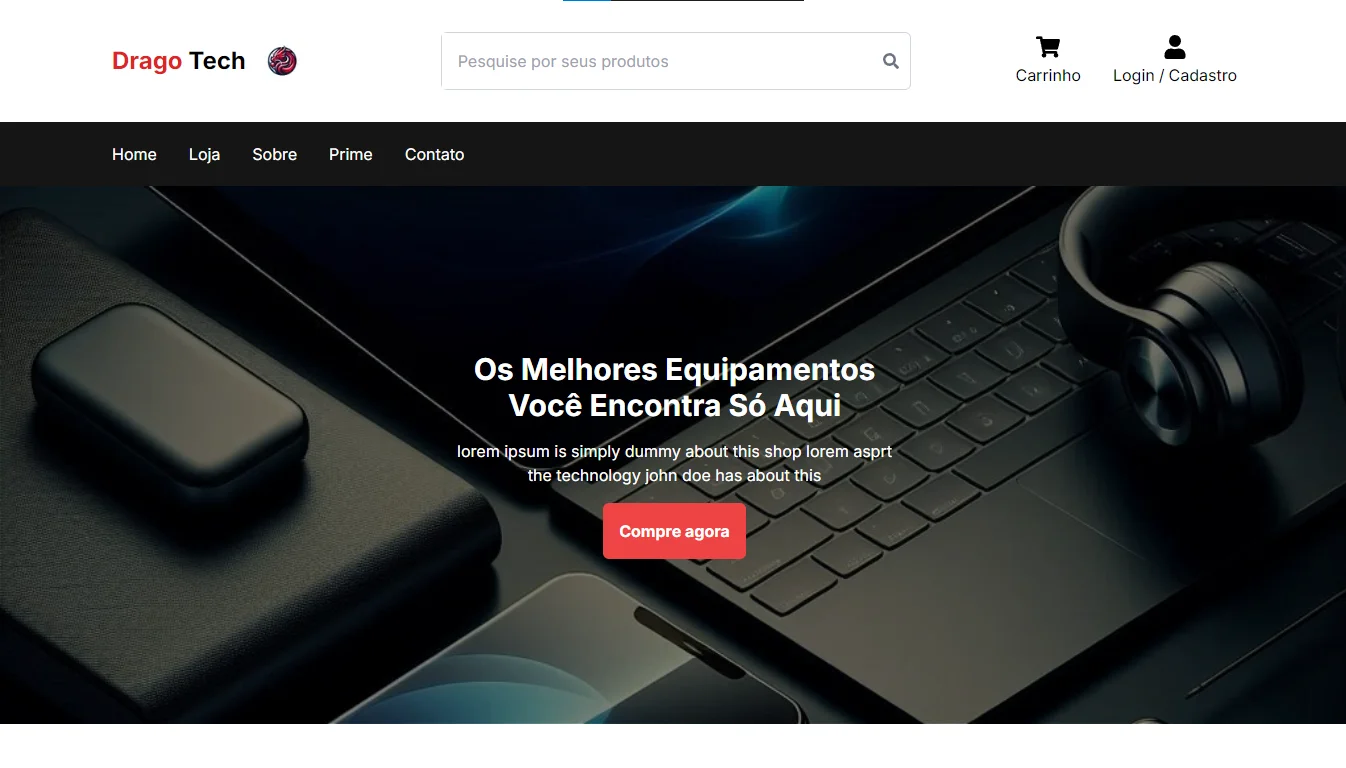 Drago Tech
Pesquise por seus produtos
Carrinho
Login / Cadastro
Home
Loja
Sobre
Prime
Contato
Os Melhores Equipamentos
Você Encontra Só Aqui
lorem ipsum is simply dummy about this shop lorem asprt
the technology john doe has about this
Compre agora